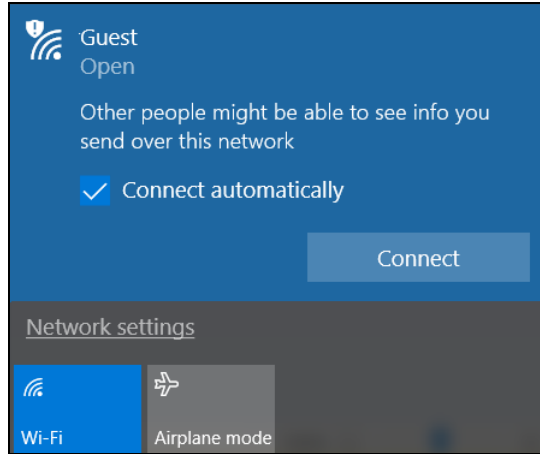 Guest
Open
Other people might be able to see info you
send over this network
Connect automatically
Connect
Network settings
Wi-Fi
Airplane mode